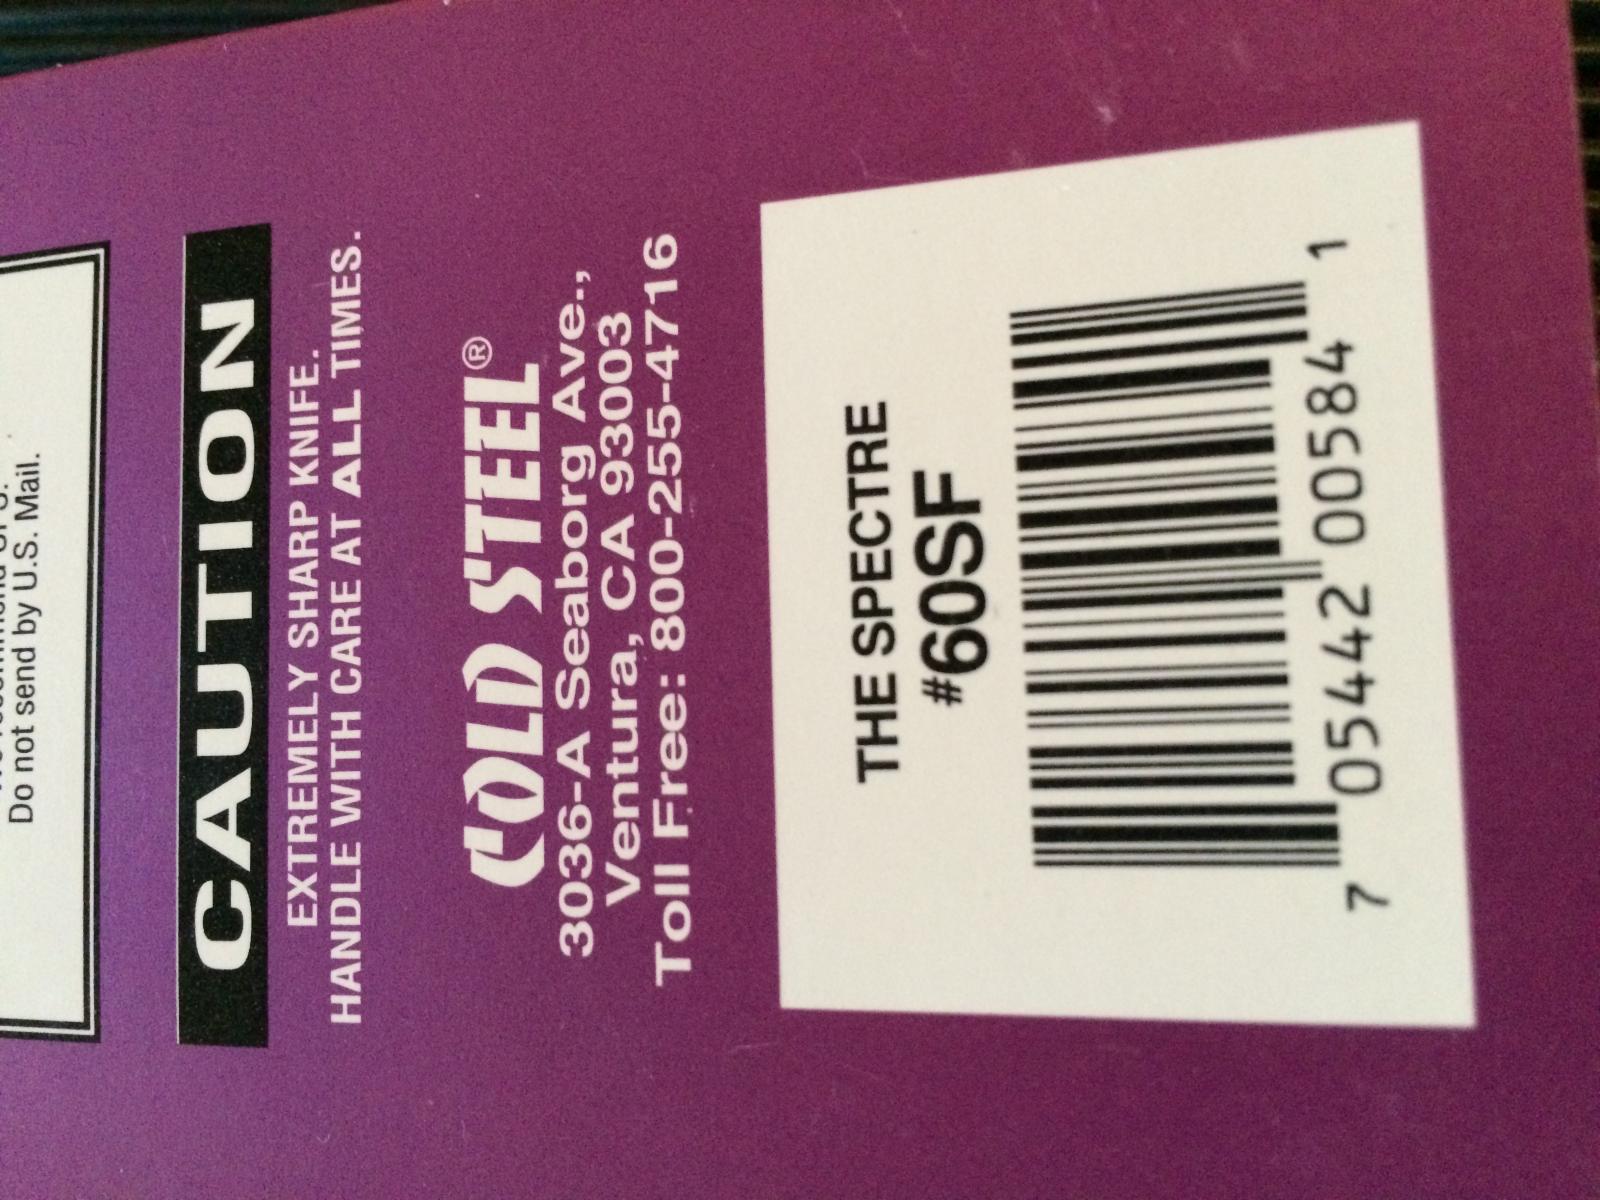 Do not send by U.S. Mail.
CAUTION
EXTREMELY SHARP KNIFE.
HANDLE WITH CARE AT ALL TIMES.
COLD STEEL®
3036-A Seaborg Ave.,
Ventura, CA 93003
Toll Free: 800-255-4716
THE SPECTRE
#60SF
7 05442 00584 1